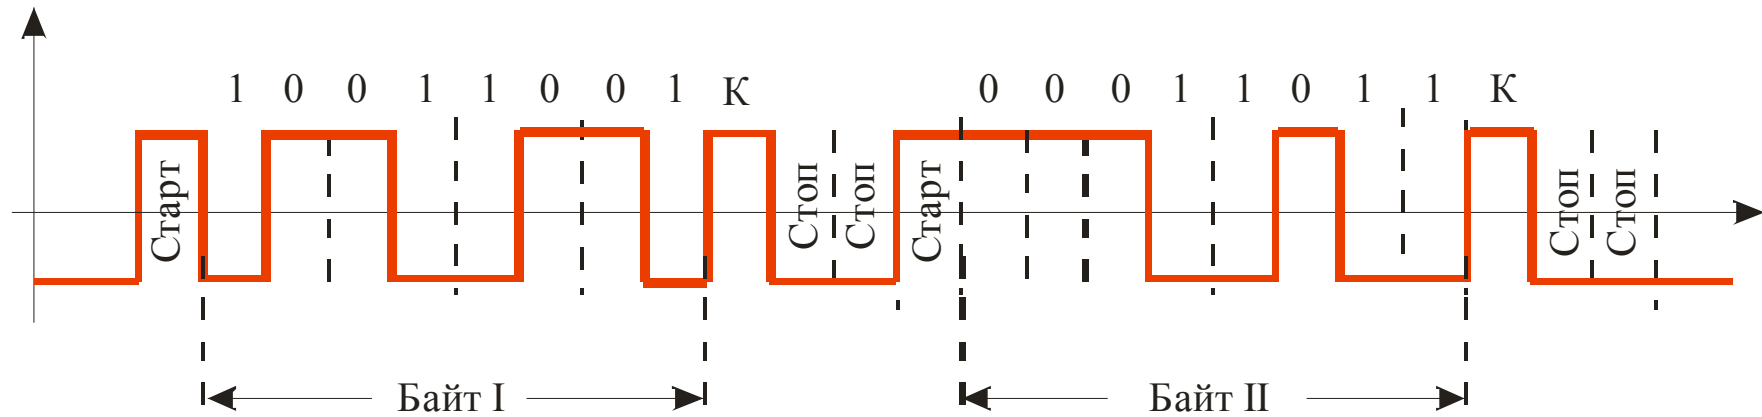 1 0 0 1 1 0 0 1 К 0 0 0 1 1 0 1 1 К
Старт Стоп Стоп Старт Стоп Стоп
Байт I Байт II